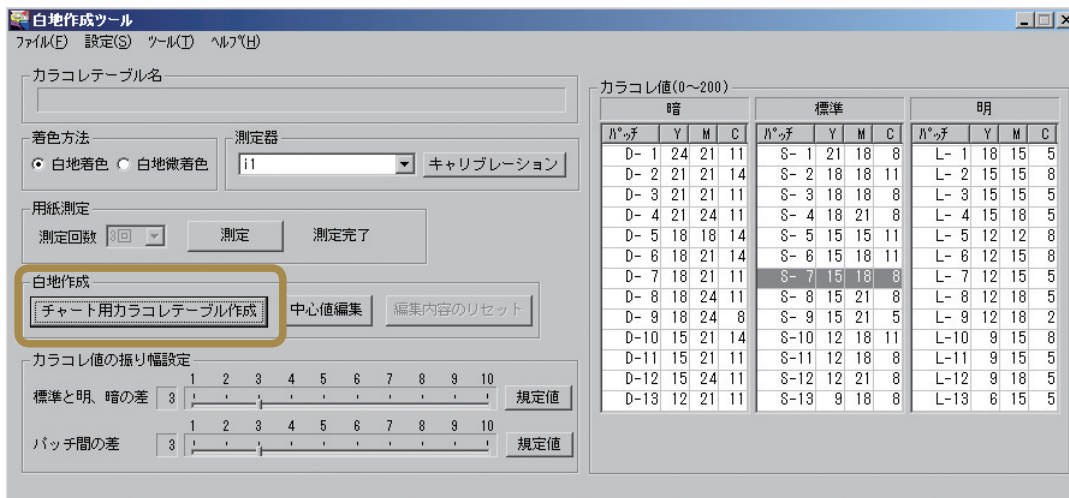 白地作成ツール
ファイル(F) 設定(S) ツール(T) ヘルプ(H)
カラコレテーブル名
着色方法
白地着色 白地微着色
測定器
i1 キャリブレーション
用紙測定
測定回数 3回 測定 測定完了
白地作成
チャート用カラコレテーブル作成 中心値編集 編集内容のリセット
カラコレ値の振り幅設定
1 2 3 4 5 6 7 8 9 10
標準と明、暗の差 3 規定値
1 2 3 4 5 6 7 8 9 10
パッチ間の差 3 規定値
カラコレ値(0~200)
暗 標準 明
パッチ Y M C パッチ Y M C パッチ Y M C
D- 1 24 21 11 S- 1 21 18 8 L- 1 18 15 5
D- 2 21 21 14 S- 2 18 18 11 L- 2 15 15 8
D- 3 21 21 11 S- 3 18 18 8 L- 3 15 15 5
D- 4 21 24 11 S- 4 18 21 8 L- 4 15 18 5
D- 5 18 18 14 S- 5 15 15 11 L- 5 12 12 8
D- 6 18 21 14 S- 6 15 18 11 L- 6 12 15 8
D- 7 18 21 11 S- 7 15 18 8 L- 7 12 15 5
D- 8 18 24 11 S- 8 15 21 8 L- 8 12 18 5
D- 9 18 24 8 S- 9 15 21 5 L- 9 12 18 2
D-10 15 21 14 S-10 12 18 11 L-10 9 15 8
D-11 15 21 11 S-11 12 18 8 L-11 9 15 5
D-12 15 24 11 S-12 12 21 8 L-12 9 18 5
D-13 12 21 11 S-13 9 18 8 L-13 6 15 5